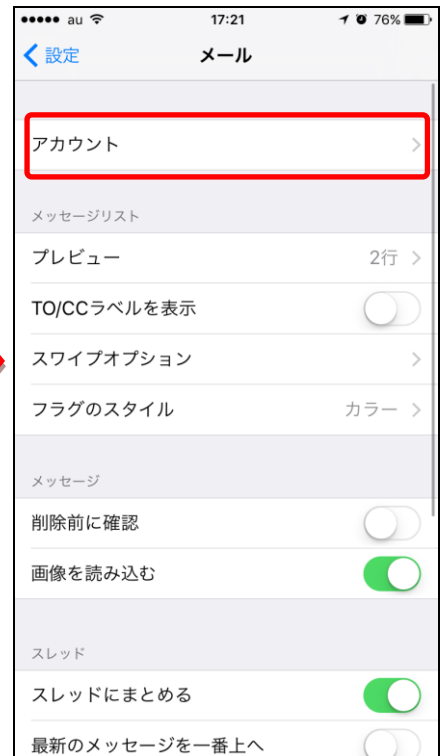 au 17:21 76%
設定 メール
アカウント
メッセージリスト
プレビュー 2行
TO/CCラベルを表示
スワイプオプション
フラグのスタイル カラー
メッセージ
削除前に確認
画像を読み込む
スレッド
スレッドにまとめる
最新のメッセージを一番上へ